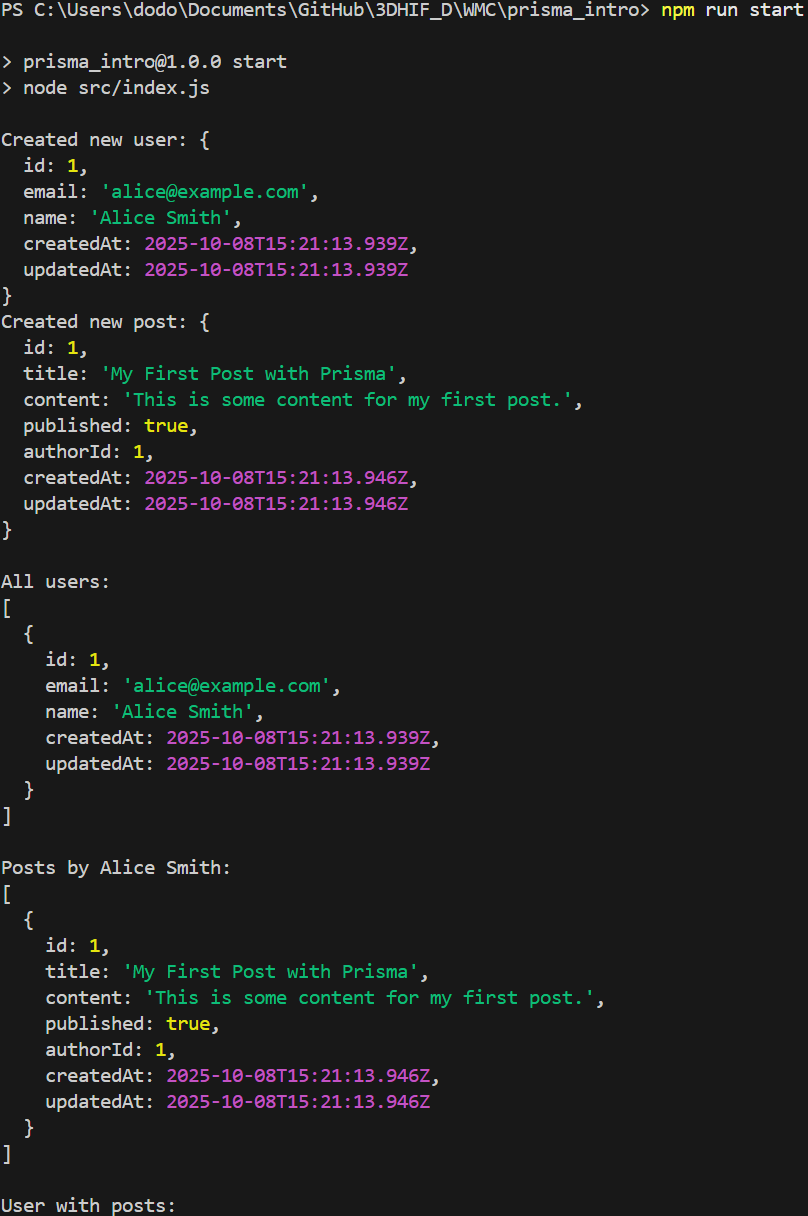 PS C:\Users\dodo\Documents\GitHub\3DHIF_D\WMC\prisma_intro> npm run start
> prisma_intro@1.0.0 start
> node src/index.js
Created new user: {
  id: 1,
  email: 'alice@example.com',
  name: 'Alice Smith',
  createdAt: 2025-10-08T15:21:13.939Z,
  updatedAt: 2025-10-08T15:21:13.939Z
}
Created new post: {
  id: 1,
  title: 'My First Post with Prisma',
  content: 'This is some content for my first post.',
  published: true,
  authorId: 1,
  createdAt: 2025-10-08T15:21:13.946Z,
  updatedAt: 2025-10-08T15:21:13.946Z
}
All users:
[
  {
    id: 1,
    email: 'alice@example.com',
    name: 'Alice Smith',
    createdAt: 2025-10-08T15:21:13.939Z,
    updatedAt: 2025-10-08T15:21:13.939Z
  }
]
Posts by Alice Smith:
[
  {
    id: 1,
    title: 'My First Post with Prisma',
    content: 'This is some content for my first post.',
    published: true,
    authorId: 1,
    createdAt: 2025-10-08T15:21:13.946Z,
    updatedAt: 2025-10-08T15:21:13.946Z
  }
]
User with posts: